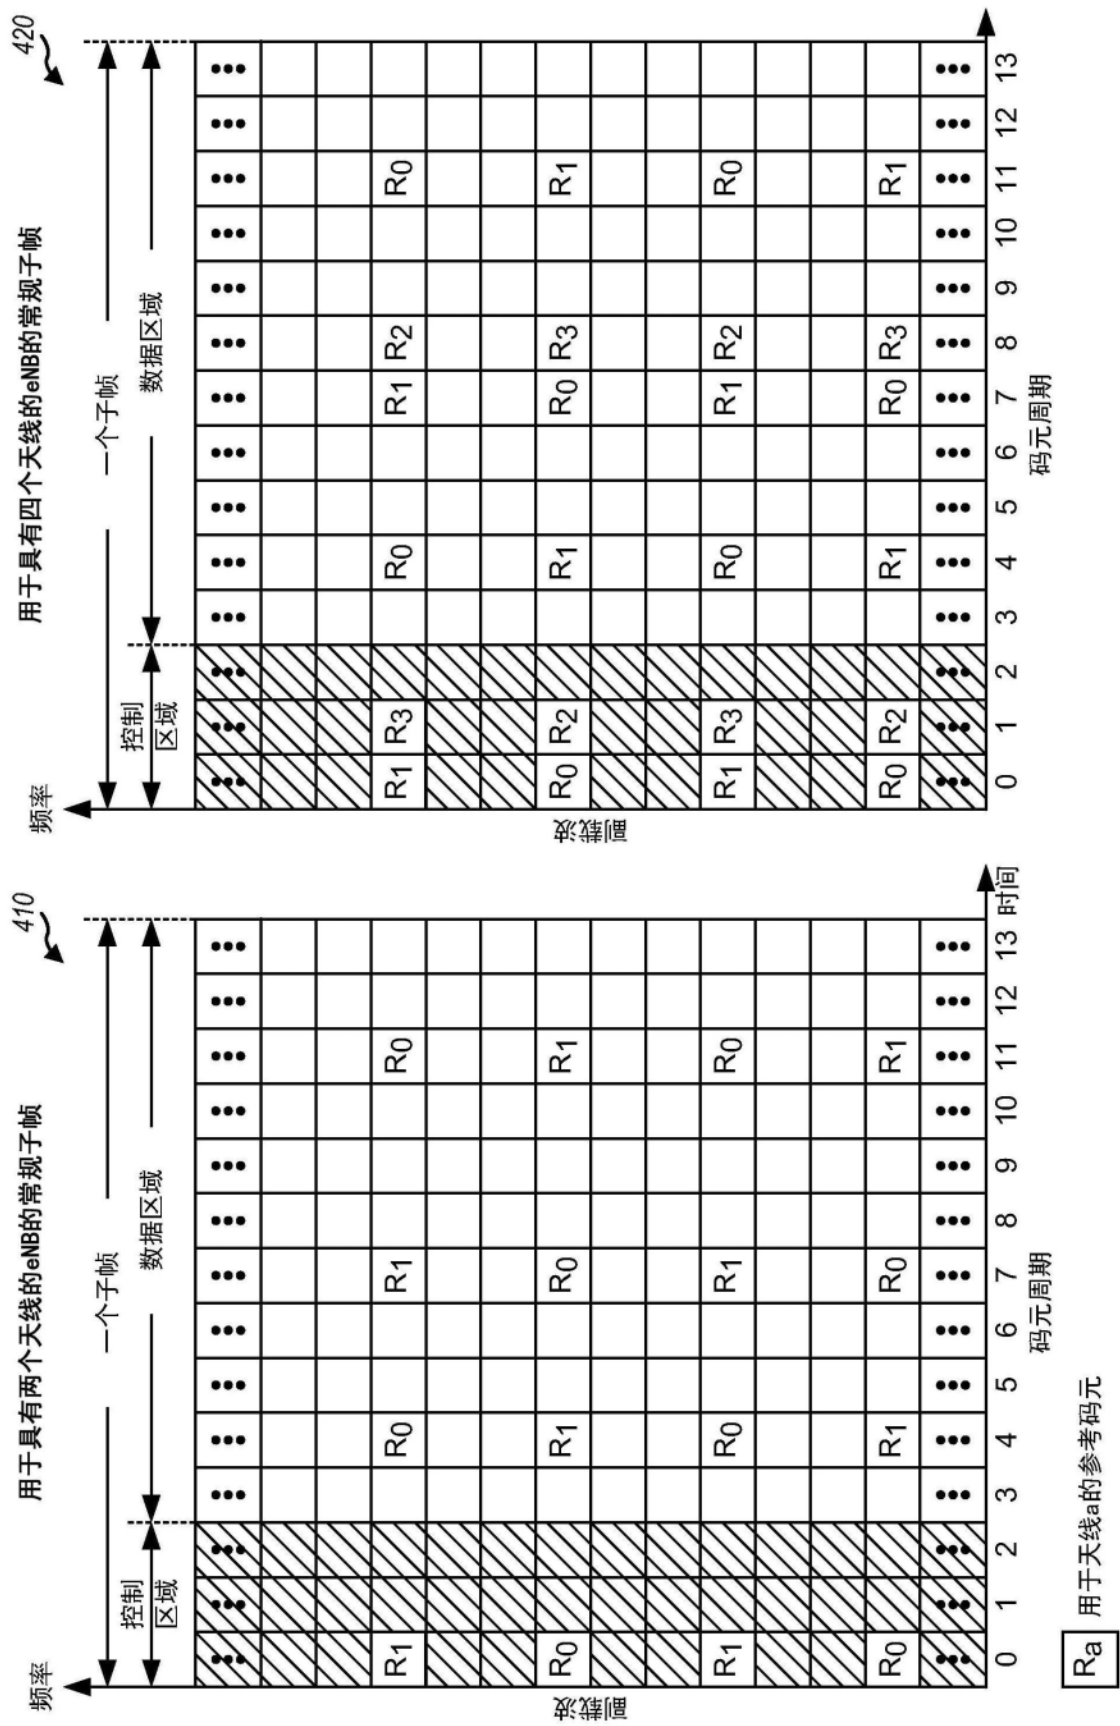 用于具有两个天线的eNB的常规子帧
410
频率
一个子帧
控制
区域
数据区域
副载波
R1 R0 R1 R0
R0 R1 R0 R1
R1 R0 R1 R0
R0 R1 R0 R1
0 1 2 3 4 5 6 7 8 9 10 11 12 13 时间
码元周期
用于具有四个天线的eNB的常规子帧
420
频率
一个子帧
控制
区域
数据区域
副载波
R1 R3 R0 R1 R2 R0
R0 R2 R1 R0 R3 R1
R1 R3 R0 R1 R2 R0
R0 R2 R1 R0 R3 R1
0 1 2 3 4 5 6 7 8 9 10 11 12 13
码元周期
Ra 用于天线a的参考码元